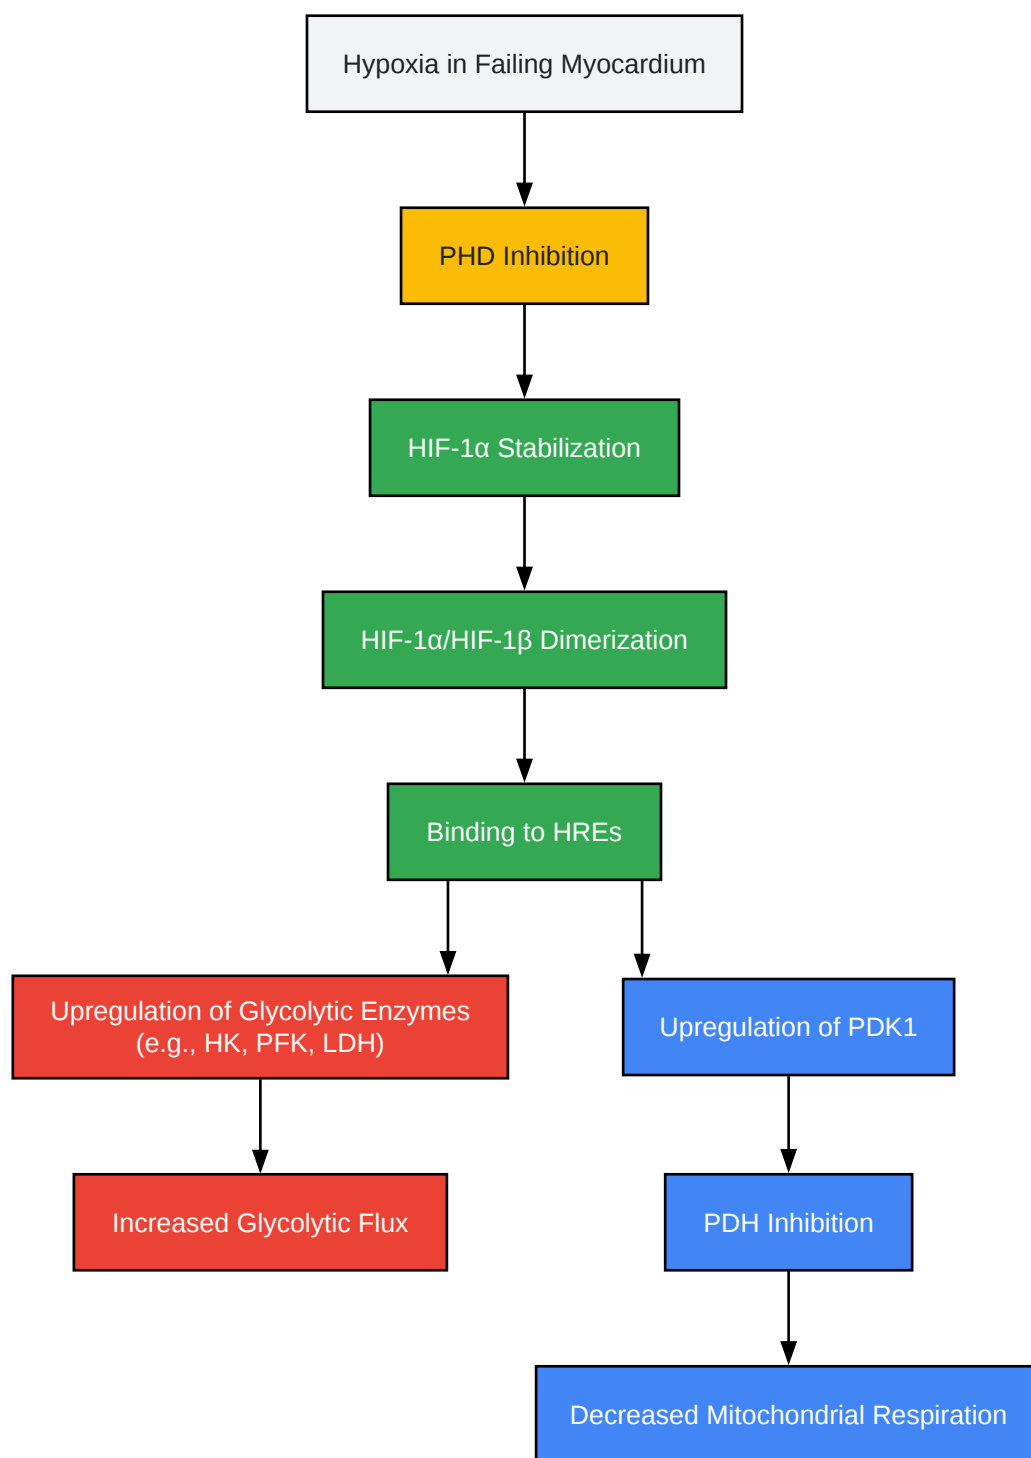 Hypoxia in Failing Myocardium
PHD Inhibition
HIF-1α Stabilization
HIF-1α/HIF-1β Dimerization
Binding to HREs
Upregulation of Glycolytic Enzymes
(e.g., HK, PFK, LDH)
Upregulation of PDK1
Increased Glycolytic Flux
PDH Inhibition
Decreased Mitochondrial Respiration